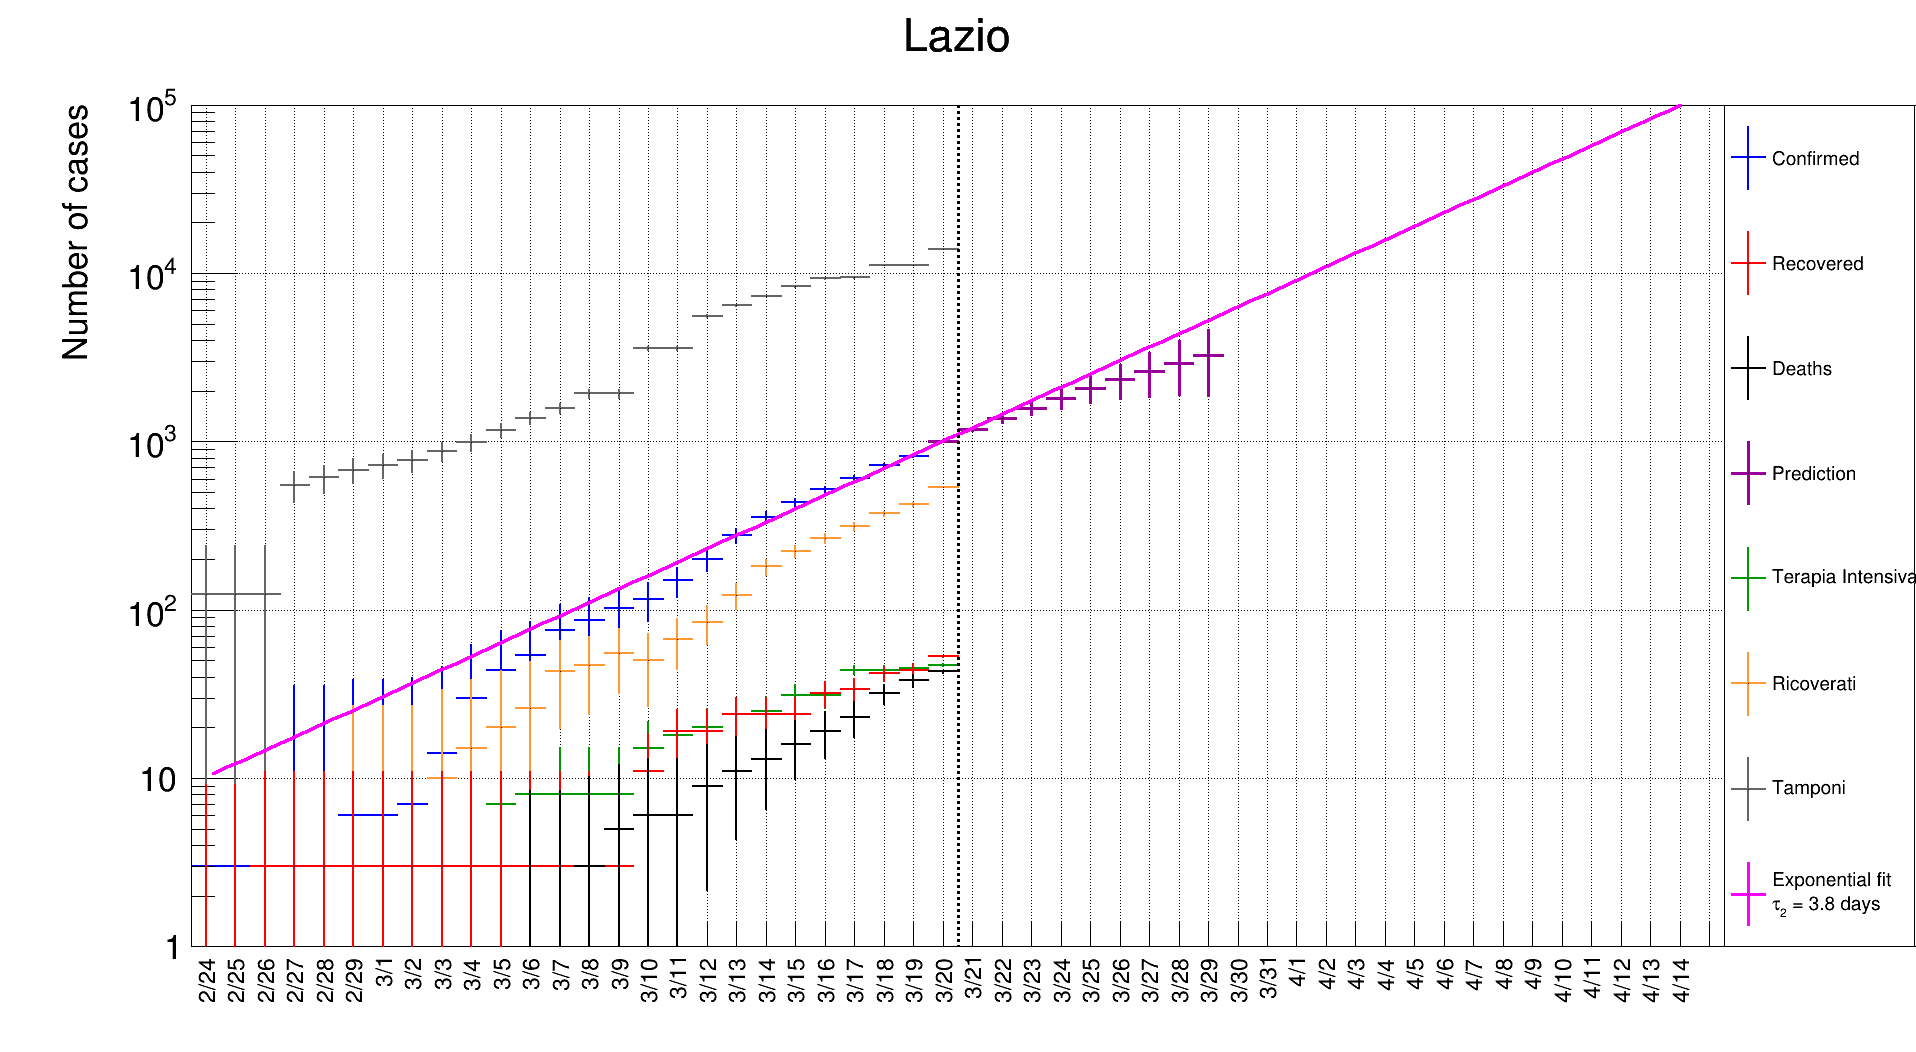 Lazio
Number of cases
10^5
10^4
10^3
10^2
10
1
2/24 2/25 2/26 2/27 2/28 2/29 3/1 3/2 3/3 3/4 3/5 3/6 3/7 3/8 3/9 3/10 3/11 3/12 3/13 3/14 3/15 3/16 3/17 3/18 3/19 3/20 3/21 3/22 3/23 3/24 3/25 3/26 3/27 3/28 3/29 3/30 3/31 4/1 4/2 4/3 4/4 4/5 4/6 4/7 4/8 4/9 4/10 4/11 4/12 4/13 4/14
Confirmed
Recovered
Deaths
Prediction
Terapia Intensiva
Ricoverati
Tamponi
Exponential fit
τ₂ = 3.8 days